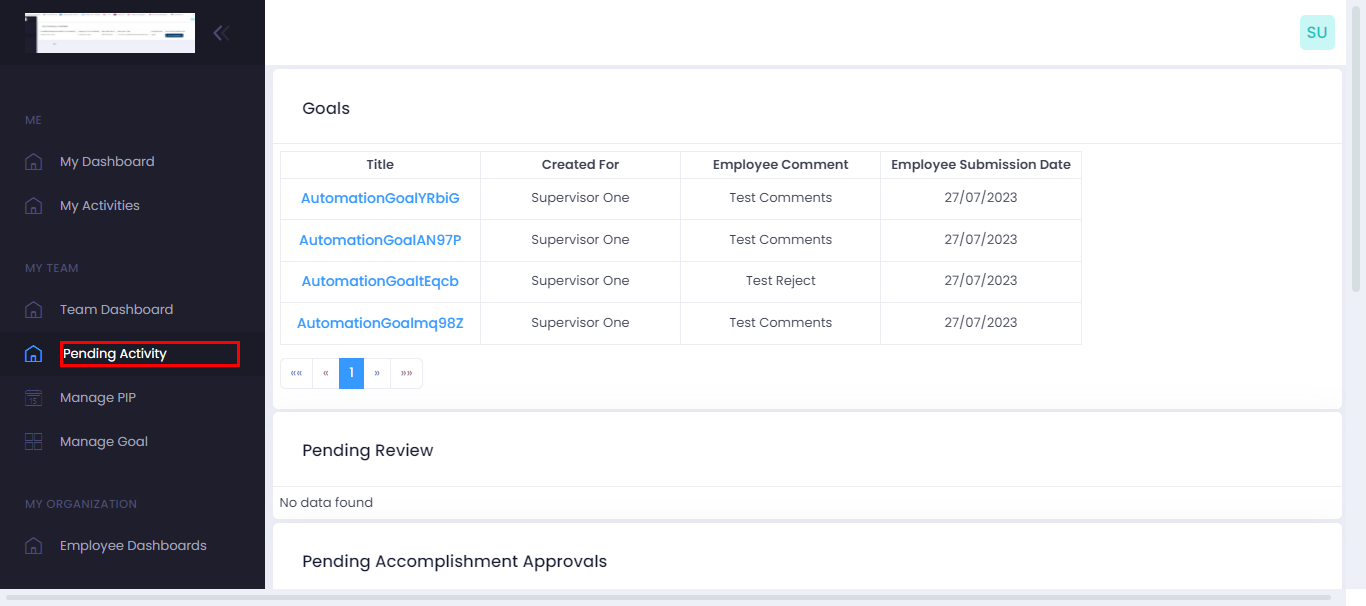 SU
ME
My Dashboard
My Activities
MY TEAM
Team Dashboard
Pending Activity
Manage PIP
15
Manage Goal
MY ORGANIZATION
Employee Dashboards
Goals
Title Created For Employee Comment Employee Submission Date
AutomationGoalYRbiG Supervisor One Test Comments 27/07/2023
AutomationGoalAN97P Supervisor One Test Comments 27/07/2023
AutomationGoaltEqcb Supervisor One Test Reject 27/07/2023
AutomationGoalmq98Z Supervisor One Test Comments 27/07/2023
«« « 1 » »»
Pending Review
No data found
Pending Accomplishment Approvals